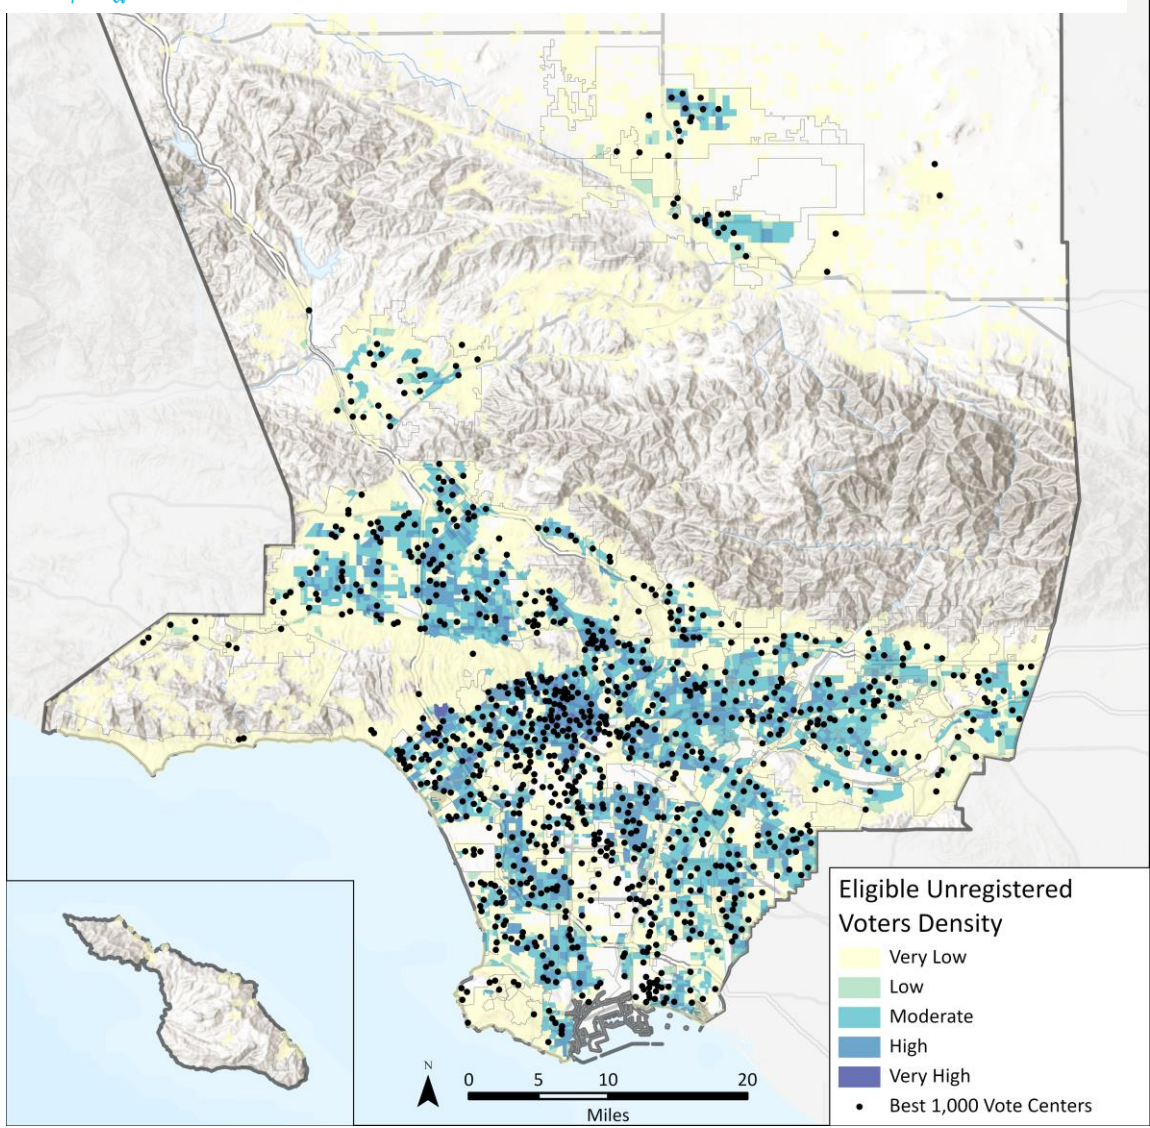 Eligible Unregistered
Voters Density
Very Low
Low
Moderate
High
Very High
Best 1,000 Vote Centers
N
0 5 10 20
Miles